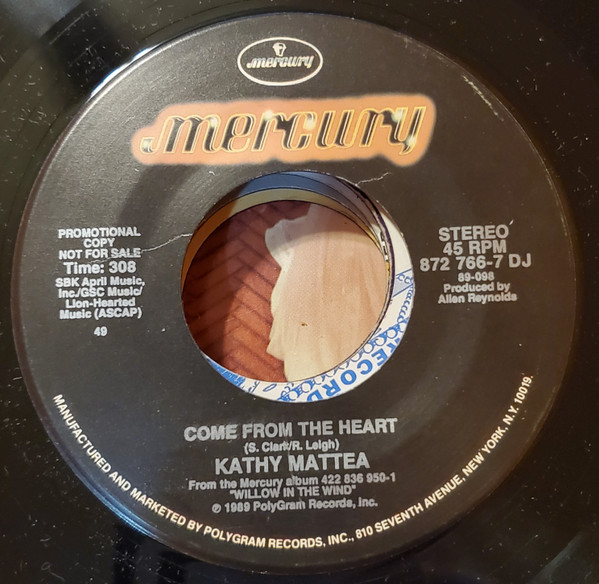 mercury
mercury
PROMOTIONAL
COPY
NOT FOR SALE
Time: 308
SBK April Music,
Inc./GSC Music/
Lion-Hearted
Music (ASCAP)
49
STEREO
45 RPM
872 766-7 DJ
89-098
Produced by
Allen Reynolds
RECORD
COME FROM THE HEART
(S. Clark/R. Leigh)
KATHY MATTEA
From the Mercury album 422 836 950-1
"WILLOW IN THE WIND"
℗ 1989 PolyGram Records, Inc.
MANUFACTURED AND MARKETED BY POLYGRAM RECORDS, INC., 810 SEVENTH AVENUE, NEW YORK, N.Y. 10019.